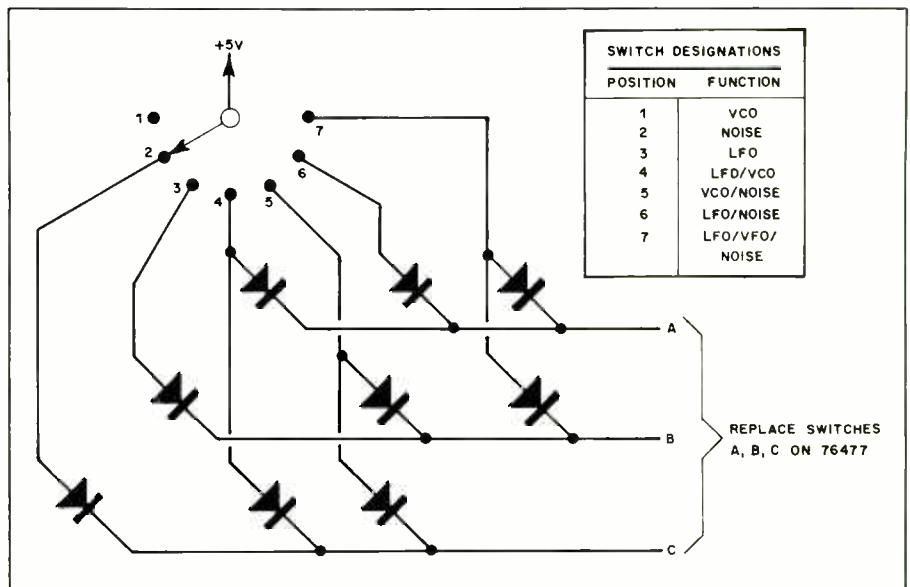 +5V
1
2
3
4
5
6
7
SWITCH DESIGNATIONS
POSITION FUNCTION
1 VCO
2 NOISE
3 LFO
4 LFD/VCO
5 VCO/NOISE
6 LFO/NOISE
7 LFO/VFO/
NOISE
A
B
C
REPLACE SWITCHES
A, B, C ON 76477